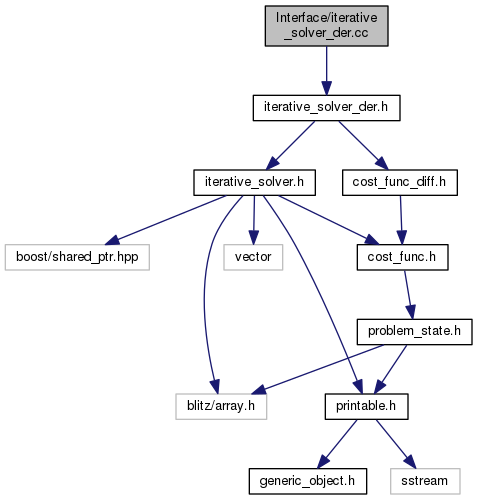 Interface/iterative
_solver_der.cc
iterative_solver_der.h
iterative_solver.h
cost_func_diff.h
boost/shared_ptr.hpp
vector
cost_func.h
problem_state.h
blitz/array.h
printable.h
generic_object.h
sstream